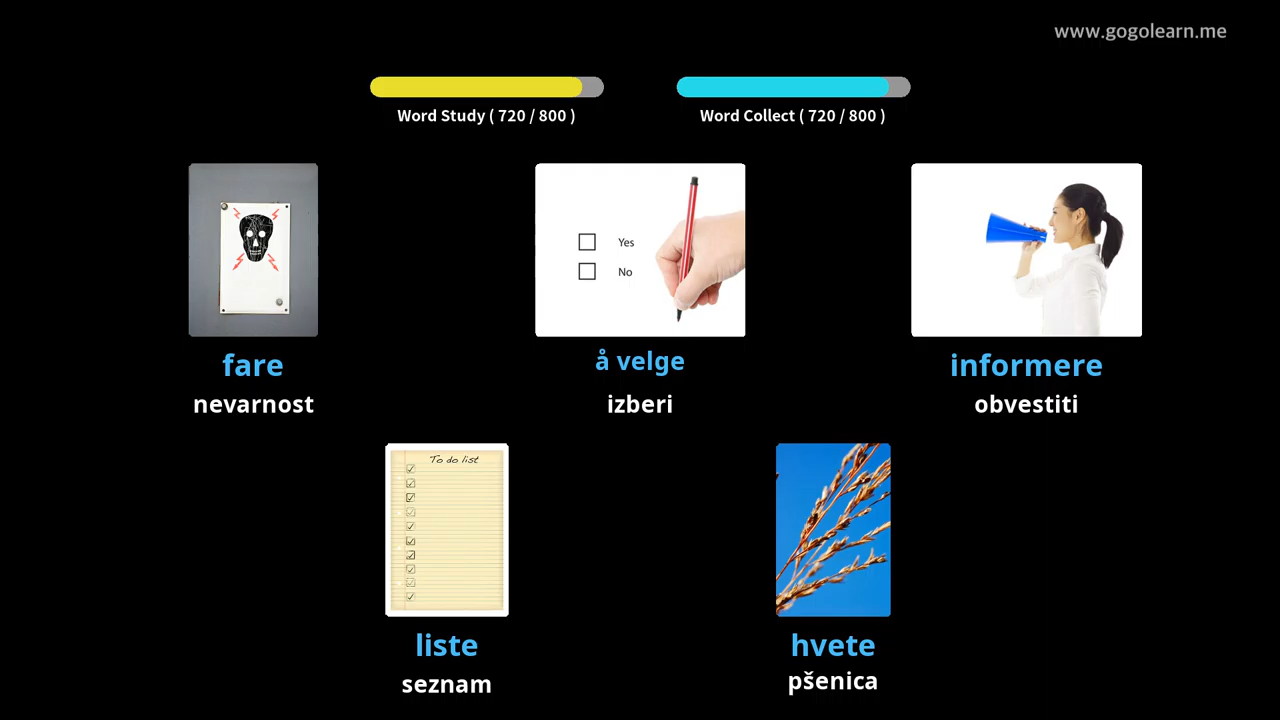 www.gogolearn.me
Word Study ( 720 / 800 )
Word Collect ( 720 / 800 )
Yes
No
fare
å velge
informere
nevarnost
izberi
obvestiti
To do list
liste
hvete
seznam
pšenica